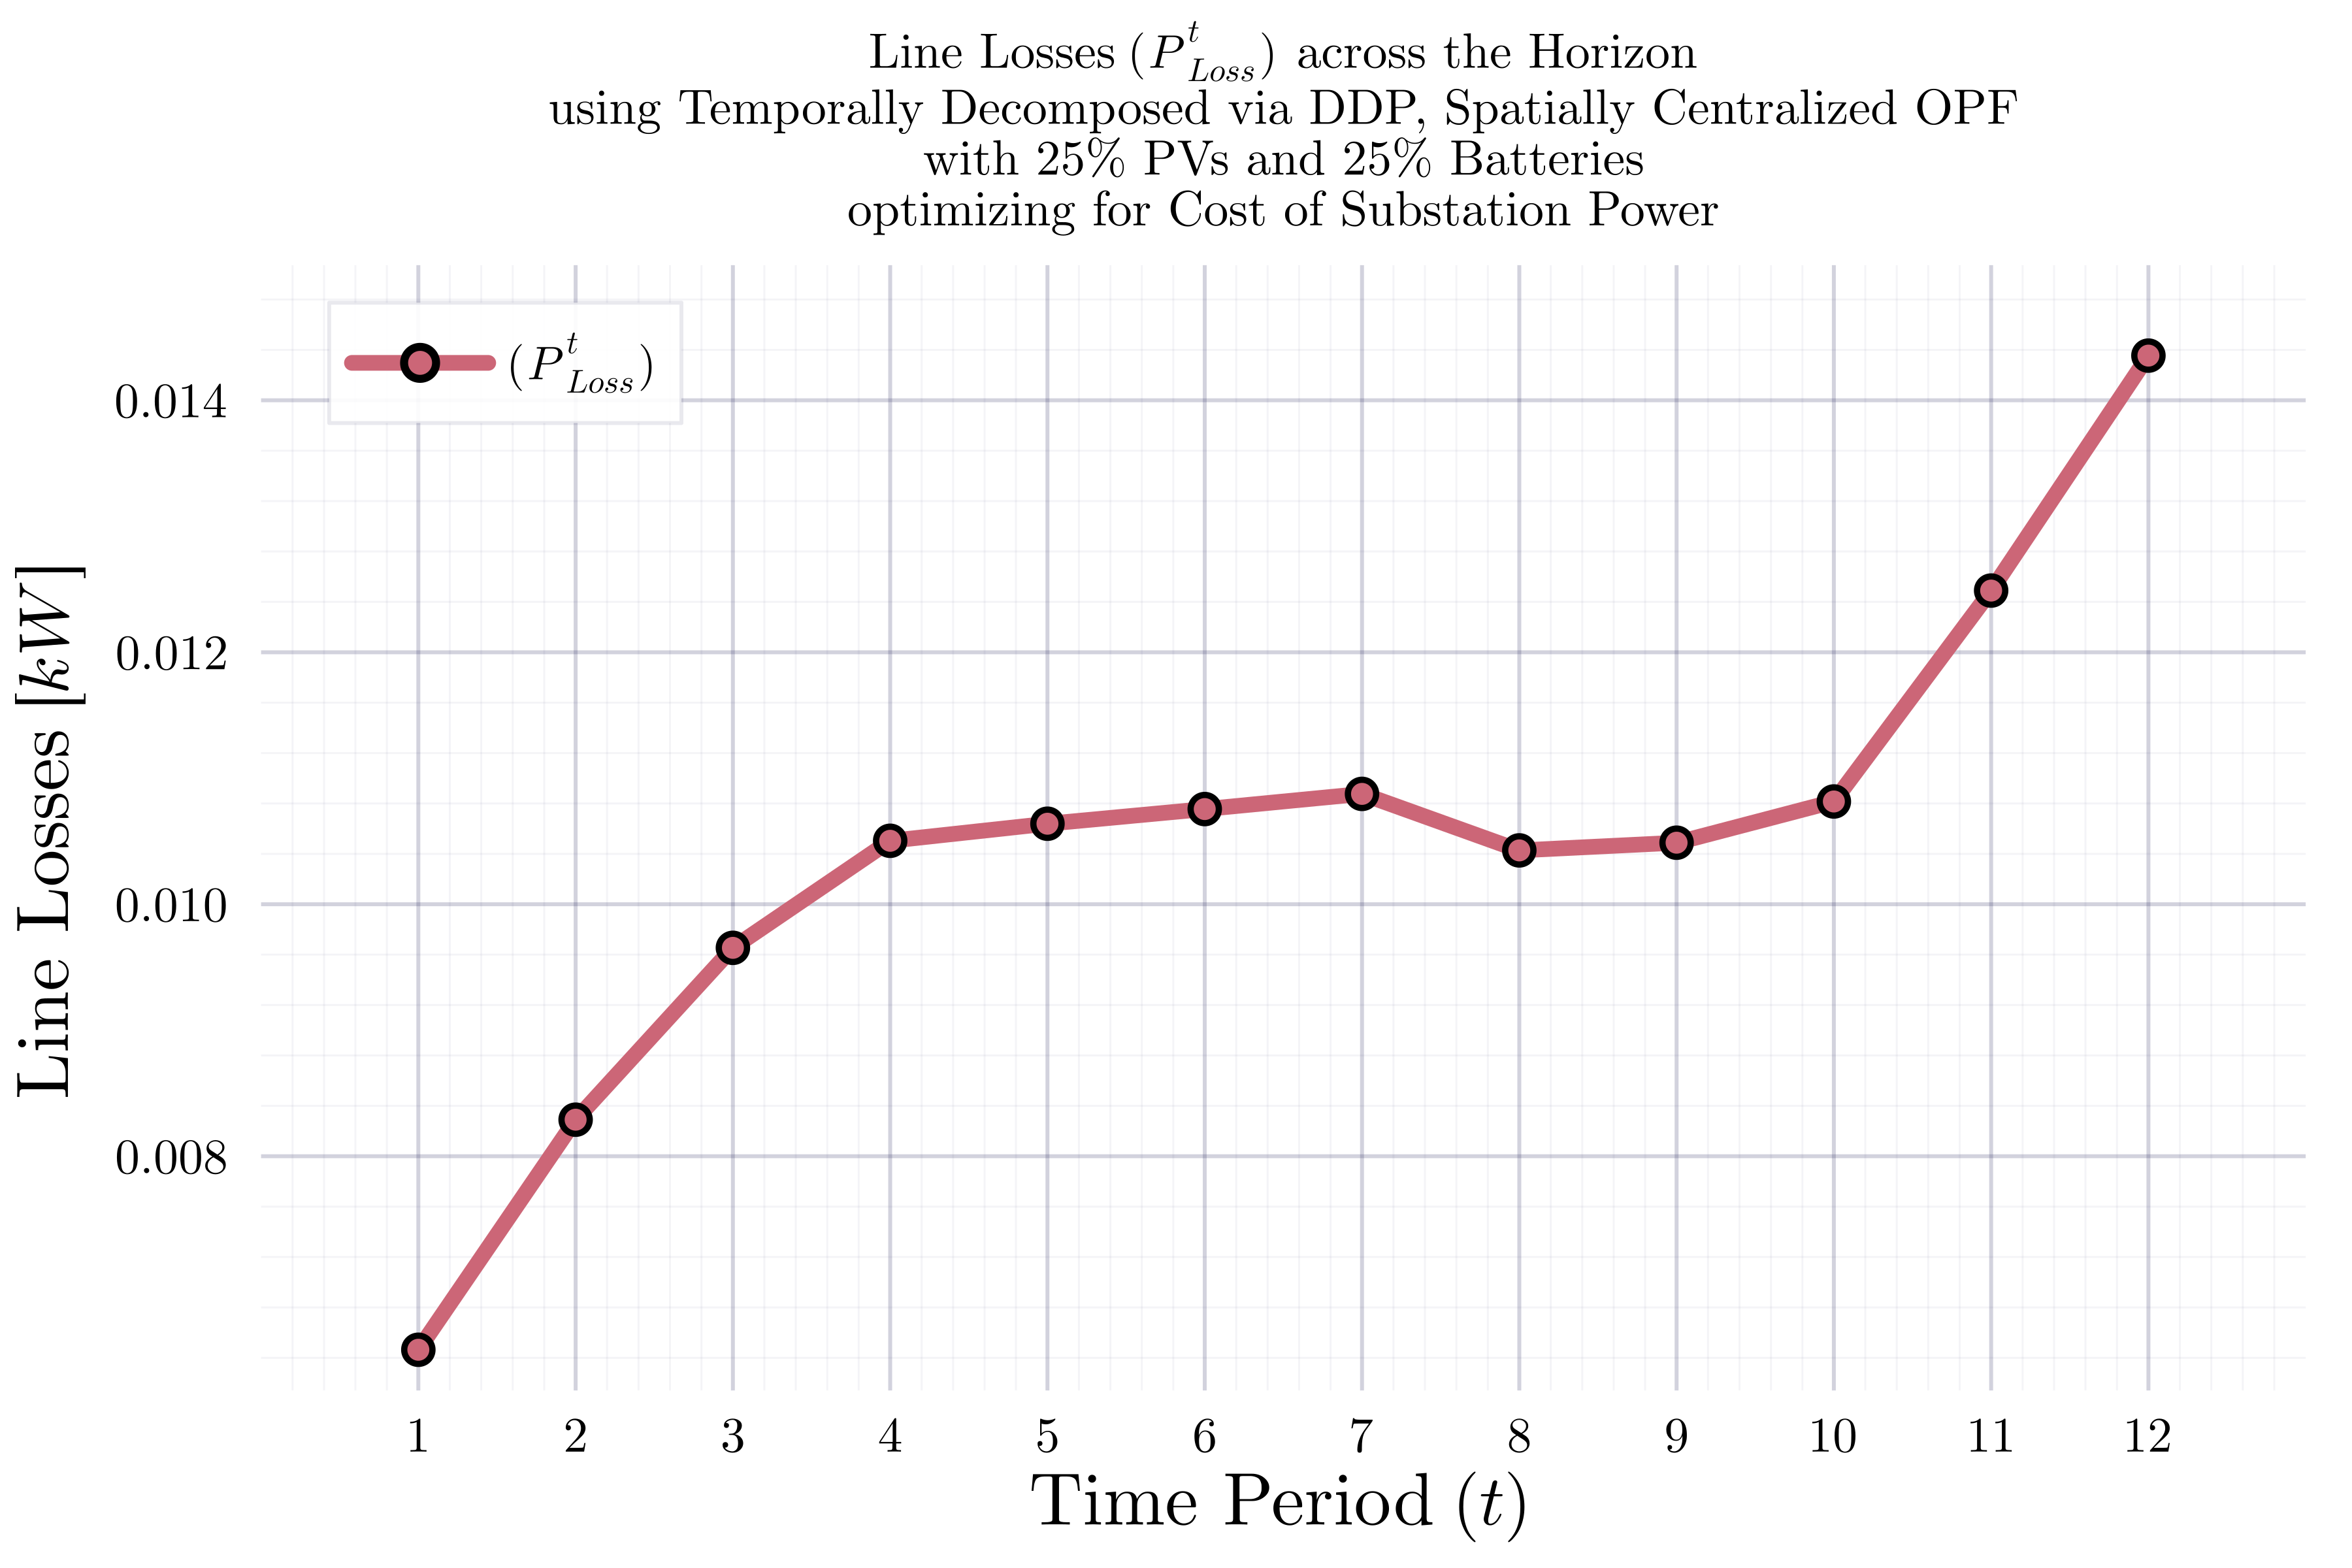 Line Losses (P^t_Loss) across the Horizon
using Temporally Decomposed via DDP, Spatially Centralized OPF
with 25% PVs and 25% Batteries
optimizing for Cost of Substation Power
(P^t_Loss)
0.014
0.012
0.010
0.008
Line Losses [kW]
1 2 3 4 5 6 7 8 9 10 11 12
Time Period (t)